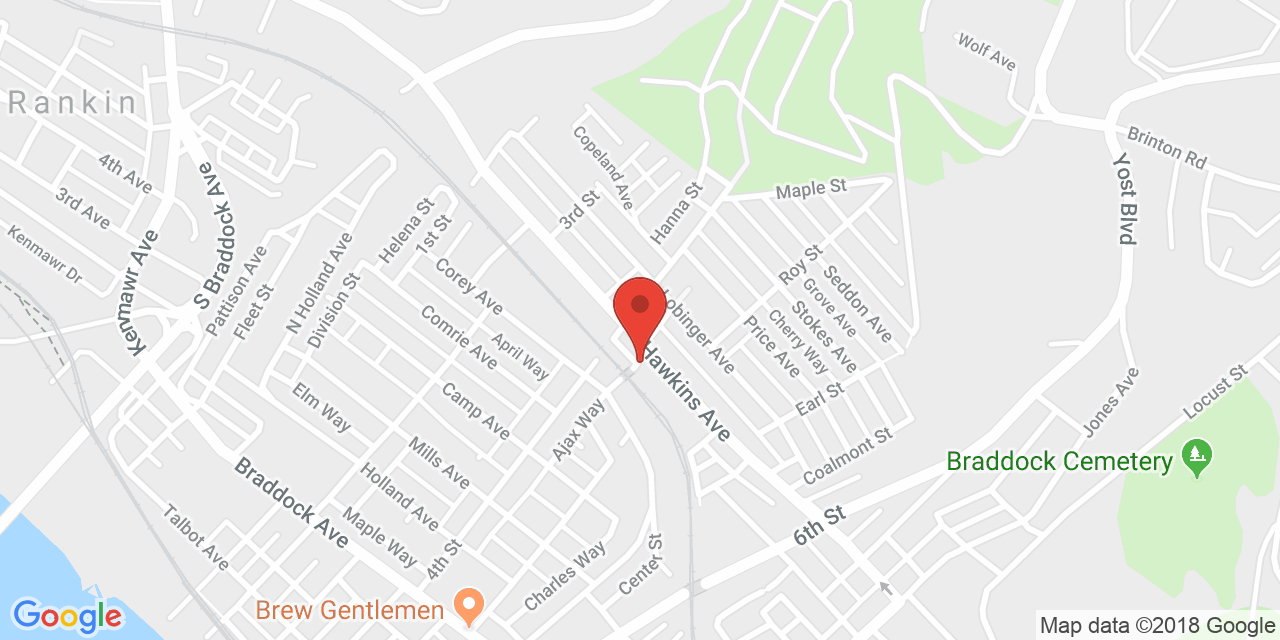 Wolf Ave
Rankin
Brinton Rd
Copeland Ave
4th Ave
S Braddock Ave
Maple St
3rd Ave
3rd St
Hanna St
Yost Blvd
Helena St
1st St
Kenmawr Dr
Kenmawr Ave
Pattison Ave
N Holland Ave
Corey Ave
Roy St
Seddon Ave
Fleet St
Division St
Grove Ave
Lobinger Ave
Stokes Ave
Comrie Ave
April Way
Cherry Way
Price Ave
Hawkins Ave
Elm Way
Camp Ave
Ajax Way
Earl St
Jones Ave
Locust St
Mills Ave
Coalmont St
Braddock Cemetery
Braddock Ave
Holland Ave
Talbot Ave
Maple Way
6th St
4th St
Charles Way
Center St
Brew Gentlemen
Google
Map data ©2018 Google